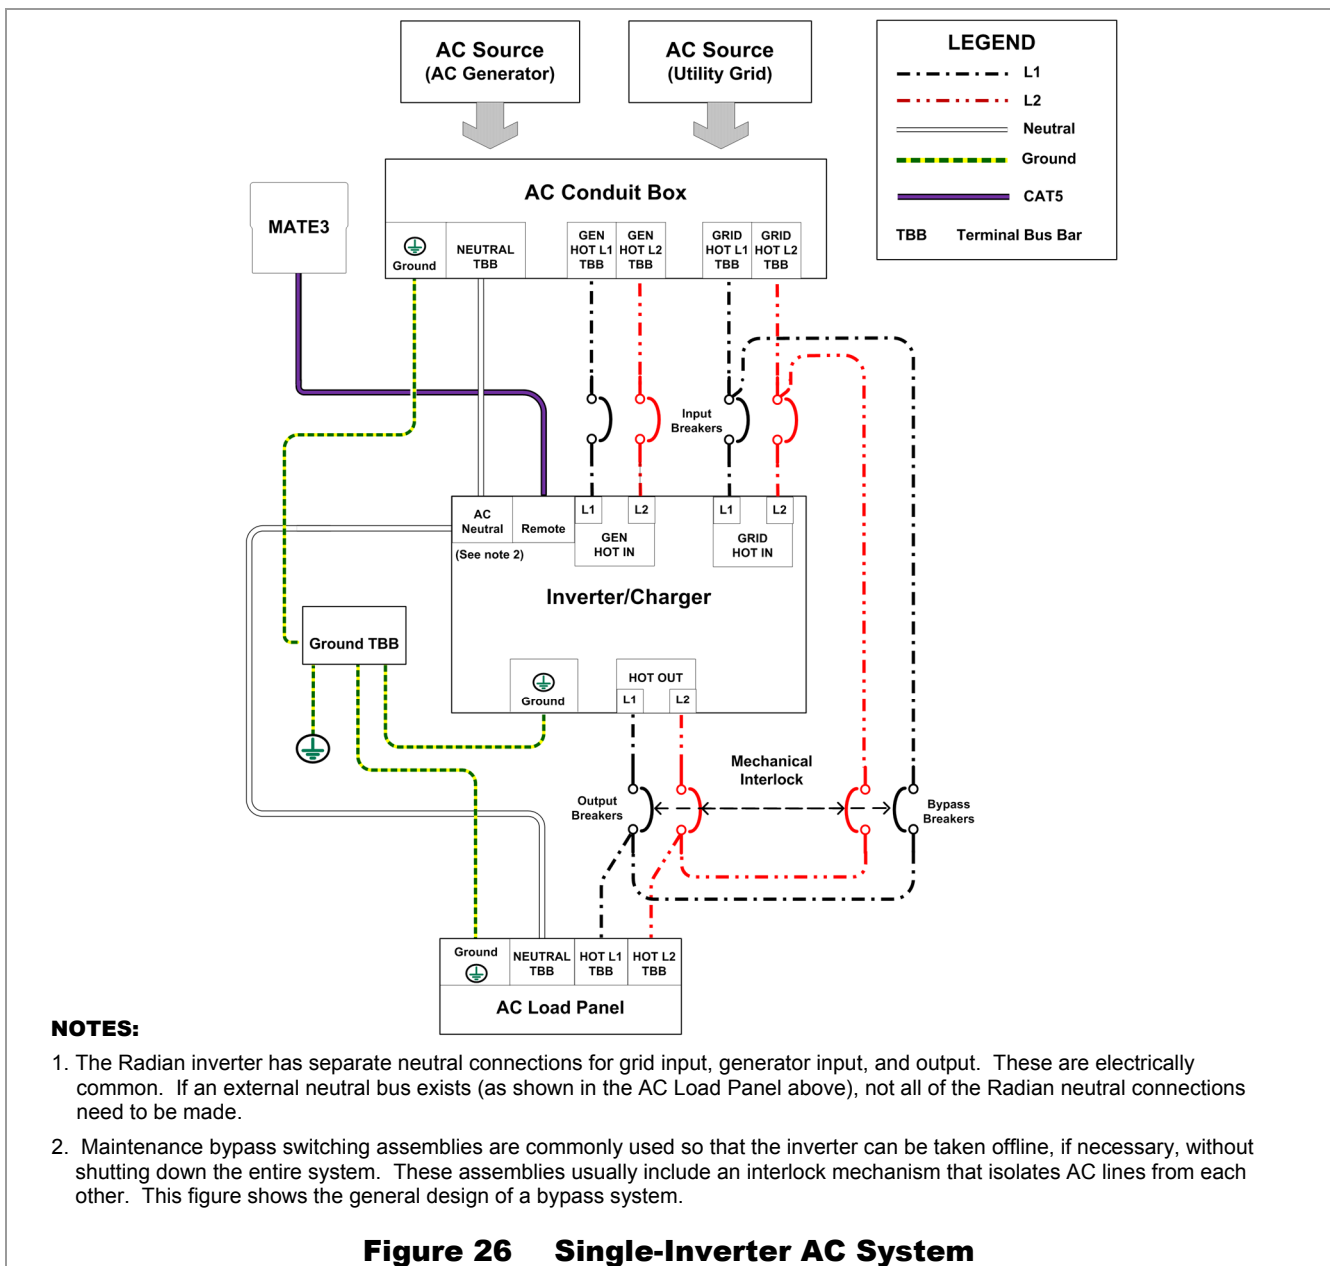 AC Source
(AC Generator)
AC Source
(Utility Grid)
LEGEND
L1
L2
Neutral
Ground
CAT5
TBB Terminal Bus Bar
AC Conduit Box
MATE3
Ground
NEUTRAL
TBB
GEN
HOT L1
TBB
GEN
HOT L2
TBB
GRID
HOT L1
TBB
GRID
HOT L2
TBB
Input
Breakers
AC
Neutral
Remote
L1
L2
GEN
HOT IN
L1
L2
GRID
HOT IN
(See note 2)
Inverter/Charger
Ground TBB
Ground
HOT OUT
L1
L2
Mechanical
Interlock
Output
Breakers
Bypass
Breakers
Ground
NEUTRAL
TBB
HOT L1
TBB
HOT L2
TBB
AC Load Panel
NOTES:
1. The Radian inverter has separate neutral connections for grid input, generator input, and output. These are electrically
common. If an external neutral bus exists (as shown in the AC Load Panel above), not all of the Radian neutral connections
need to be made.
2. Maintenance bypass switching assemblies are commonly used so that the inverter can be taken offline, if necessary, without
shutting down the entire system. These assemblies usually include an interlock mechanism that isolates AC lines from each
other. This figure shows the general design of a bypass system.
Figure 26 Single-Inverter AC System